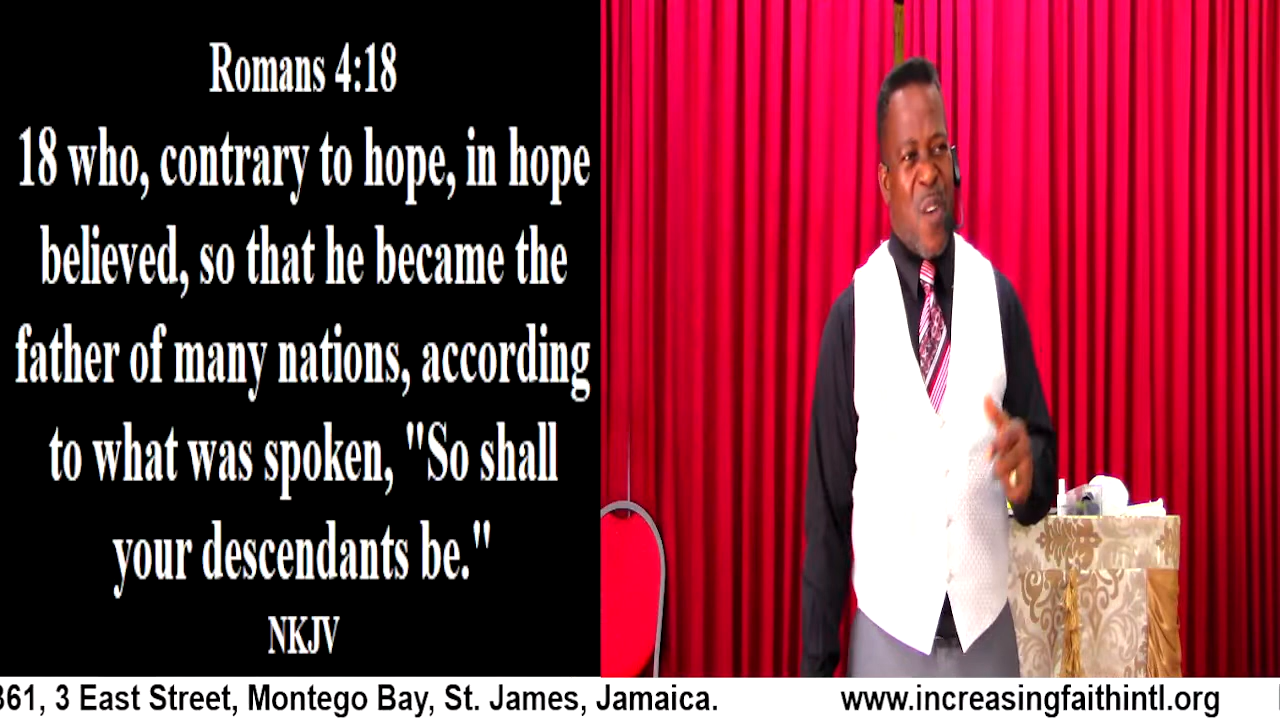 Romans 4:18
18 who, contrary to hope, in hope
believed, so that he became the
father of many nations, according
to what was spoken, "So shall
your descendants be."
NKJV
361, 3 East Street, Montego Bay, St. James, Jamaica. www.increasingfaithintl.org